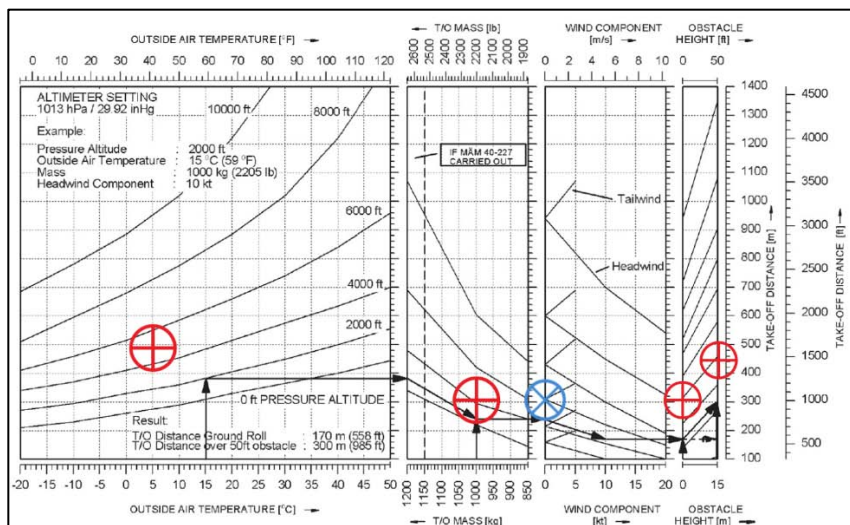 OUTSIDE AIR TEMPERATURE [°F]
T/O MASS [lb]
WIND COMPONENT [m/s]
OBSTACLE HEIGHT [ft]
0 10 20 30 40 50 60 70 80 90 100 110 120
2600 2500 2400 2300 2200 2100 2000 1900
0 2 4 6 8 10
0 50
ALTIMETER SETTING
1013 hPa / 29.92 inHg
Example:
Pressure Altitude : 2000 ft
Outside Air Temperature : 15 °C (59 °F)
Mass : 1000 kg (2205 lb)
Headwind Component : 10 kt
10000 ft
8000 ft
6000 ft
4000 ft
2000 ft
0 ft PRESSURE ALTITUDE
Result:
T/O Distance Ground Roll : 170 m (558 ft)
T/O Distance over 50ft obstacle : 300 m (985 ft)
IF MÄM 40-227
CARRIED OUT
Tailwind
Headwind
1400
1300
1200
1100
1000
900
800
700
600
500
400
300
200
100
TAKE-OFF DISTANCE [m]
4500
4000
3500
3000
2500
2000
1500
1000
500
TAKE-OFF DISTANCE [ft]
-20 -15 -10 -5 0 5 10 15 20 25 30 35 40 45 50
1200 1150 1100 1050 1000 950 900 850
0 5 10 15 20
0 15
OUTSIDE AIR TEMPERATURE [°C]
T/O MASS [kg]
WIND COMPONENT [kt]
OBSTACLE HEIGHT [m]